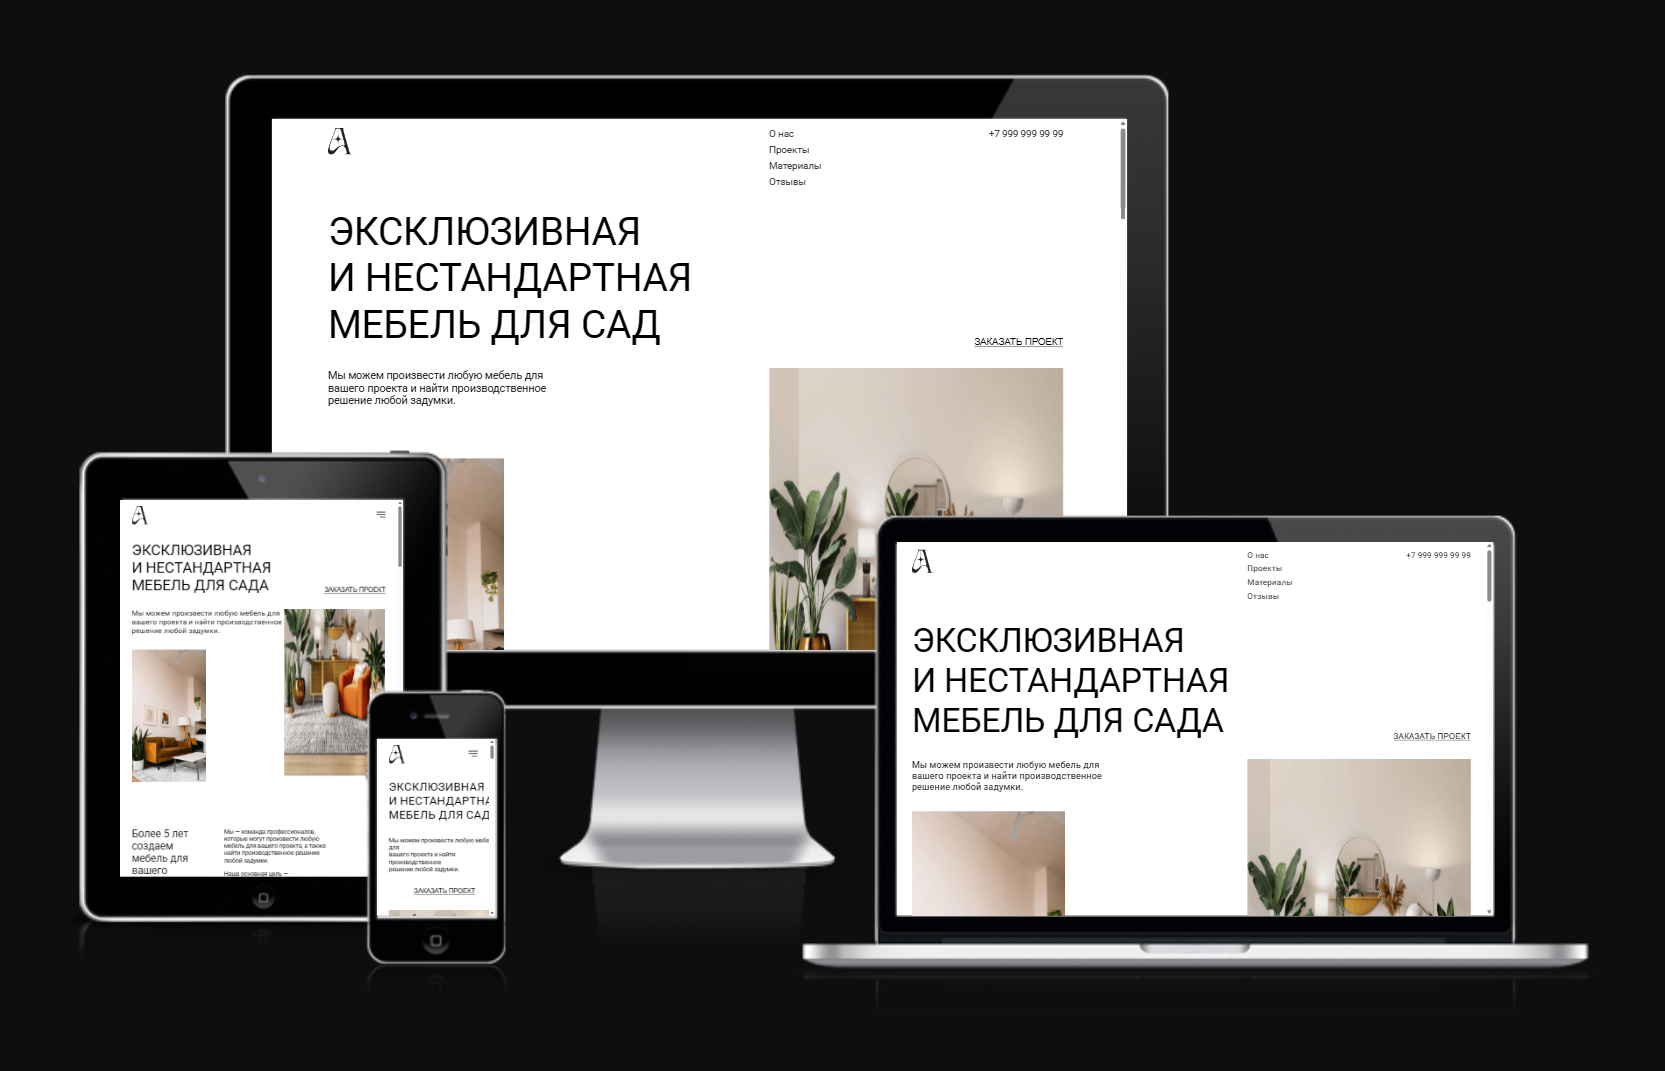 О нас
Проекты
Материалы
Отзывы
+7 999 999 99 99
ЭКСКЛЮЗИВНАЯ
И НЕСТАНДАРТНАЯ
МЕБЕЛЬ ДЛЯ САД
ЗАКАЗАТЬ ПРОЕКТ
Мы можем произвести любую мебель для
вашего проекта и найти производственное
решение любой задумки.
ЭКСКЛЮЗИВНАЯ
И НЕСТАНДАРТНАЯ
МЕБЕЛЬ ДЛЯ САДА
ЗАКАЗАТЬ ПРОЕКТ
Мы можем произвести любую мебель для
вашего проекта и найти производственное
решение любой задумки.
Более 5 лет
создаем
мебель для
вашего
Мы — команда профессионалов,
которые могут произвести любую
мебель для вашего проекта, а также
найти производственное решение
любой задумки.
Наша основная цель —
ЭКСКЛЮЗИВНАЯ
И НЕСТАНДАРТНА
МЕБЕЛЬ ДЛЯ САД
Мы можем произвести любую мебе
для
вашего проекта и найти
производственное
решение любой задумки.
ЗАКАЗАТЬ ПРОЕКТ
О нас
Проекты
Материалы
Отзывы
+7 999 999 99 99
ЭКСКЛЮЗИВНАЯ
И НЕСТАНДАРТНАЯ
МЕБЕЛЬ ДЛЯ САДА
ЗАКАЗАТЬ ПРОЕКТ
Мы можем произвести любую мебель для
вашего проекта и найти производственное
решение любой задумки.